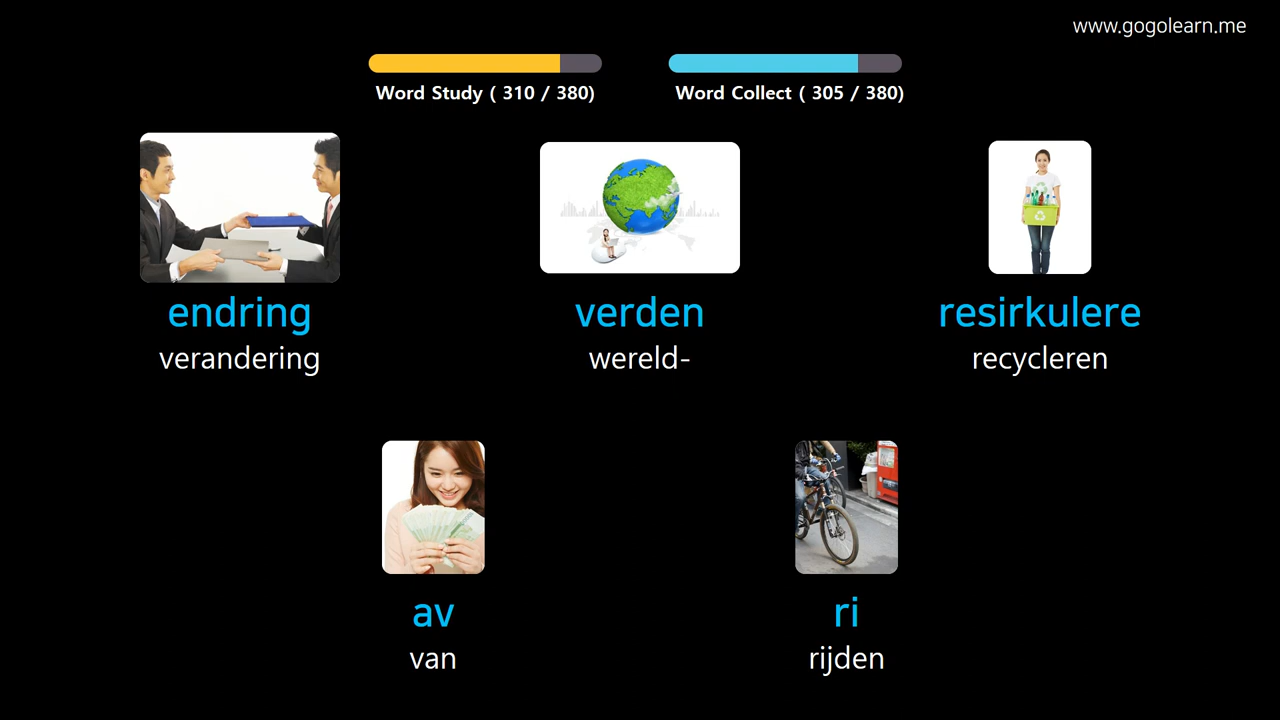 www.gogolearn.me
Word Study ( 310 / 380)
Word Collect ( 305 / 380)
endring
verandering
verden
wereld-
resirkulere
recycleren
av
van
ri
rijden